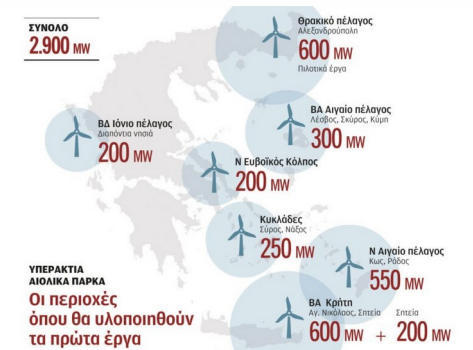 ΣΥΝΟΛΟ
2.900 MW
Θρακικό πέλαγος
Αλεξανδρούπολη
600 MW
Πιλοτικά έργα
ΒΔ Ιόνιο πέλαγος
Διαπόντια νησιά
200 MW
ΒΑ Αιγαίο πέλαγος
Λέσβος, Σκύρος, Κύμη
300 MW
Ν Ευβοϊκός Κόλπος
200 MW
Κυκλάδες
Σύρος, Νάξος
250 MW
Ν Αιγαίο πέλαγος
Κως, Ρόδος
550 MW
ΥΠΕΡΑΚΤΙΑ
ΑΙΟΛΙΚΑ ΠΑΡΚΑ
Οι περιοχές
όπου θα υλοποιηθούν
τα πρώτα έργα
ΒΑ Κρήτη
Αγ. Νικόλαος, Σητεία Σητεία
600 MW + 200 MW